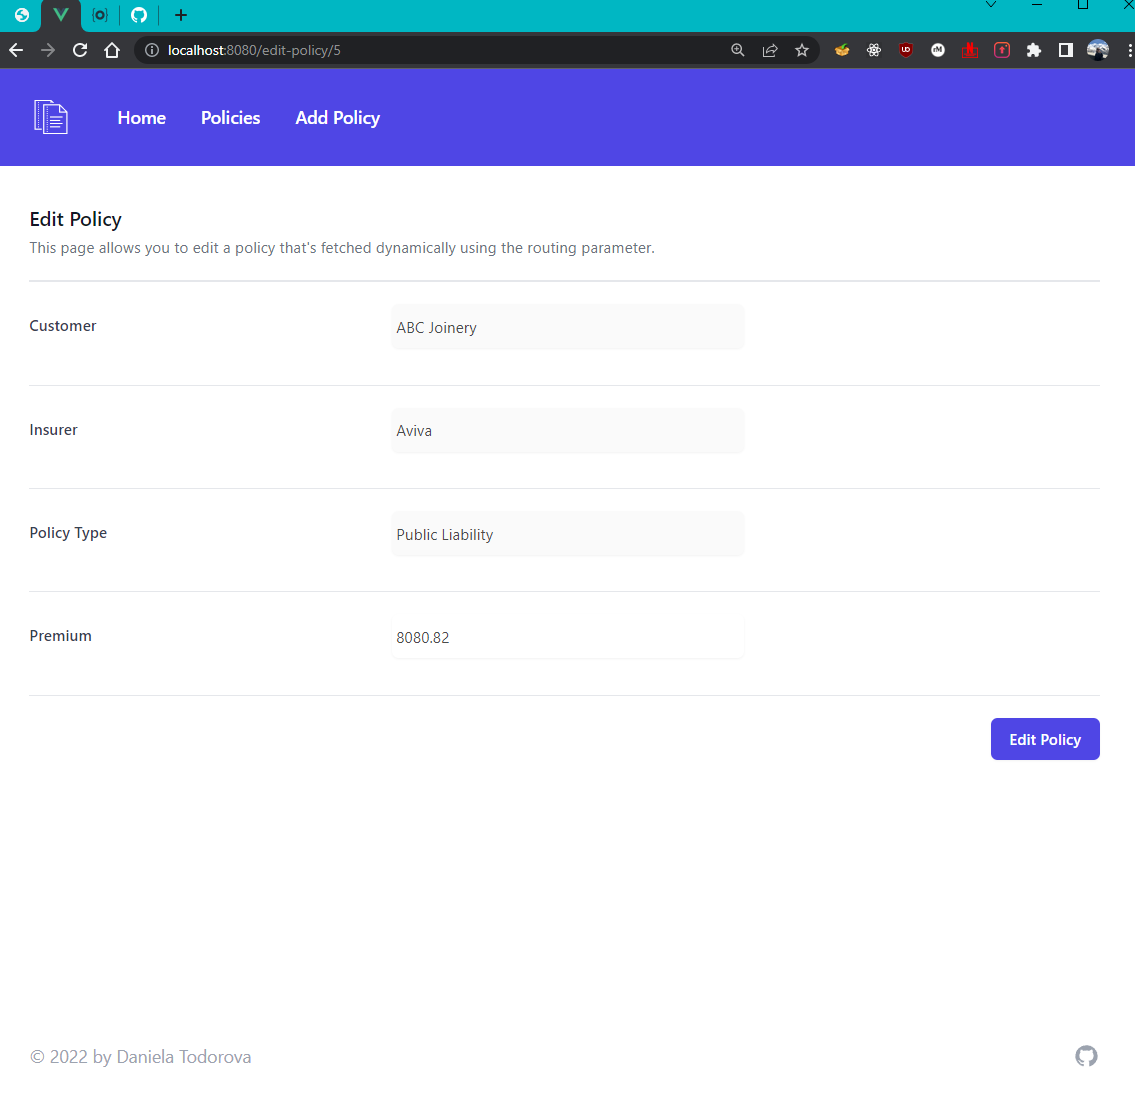 localhost:8080/edit-policy/5
Home Policies Add Policy
Edit Policy
This page allows you to edit a policy that's fetched dynamically using the routing parameter.
Customer ABC Joinery
Insurer Aviva
Policy Type Public Liability
Premium 8080.82
Edit Policy
© 2022 by Daniela Todorova